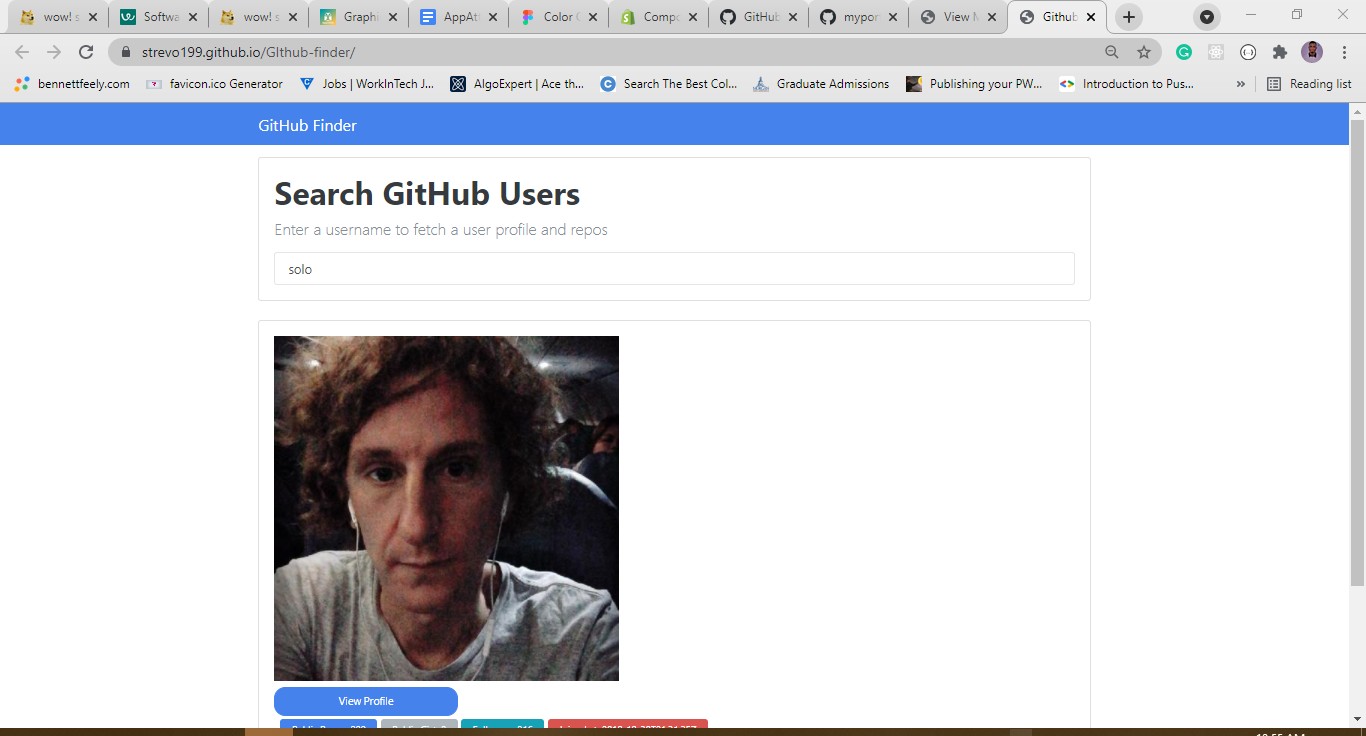 wow! s
Softwa
wow! s
Graphi
AppAt
Color
Compo
GitHub
mypor
View
Github
strevo199.github.io/GIthub-finder/
bennettfeely.com favicon.ico Generator Jobs | WorkInTech J... AlgoExpert | Ace th... Search The Best Col... Graduate Admissions Publishing your PW... Introduction to Pus... » Reading list
GitHub Finder
Search GitHub Users
Enter a username to fetch a user profile and repos
solo
View Profile